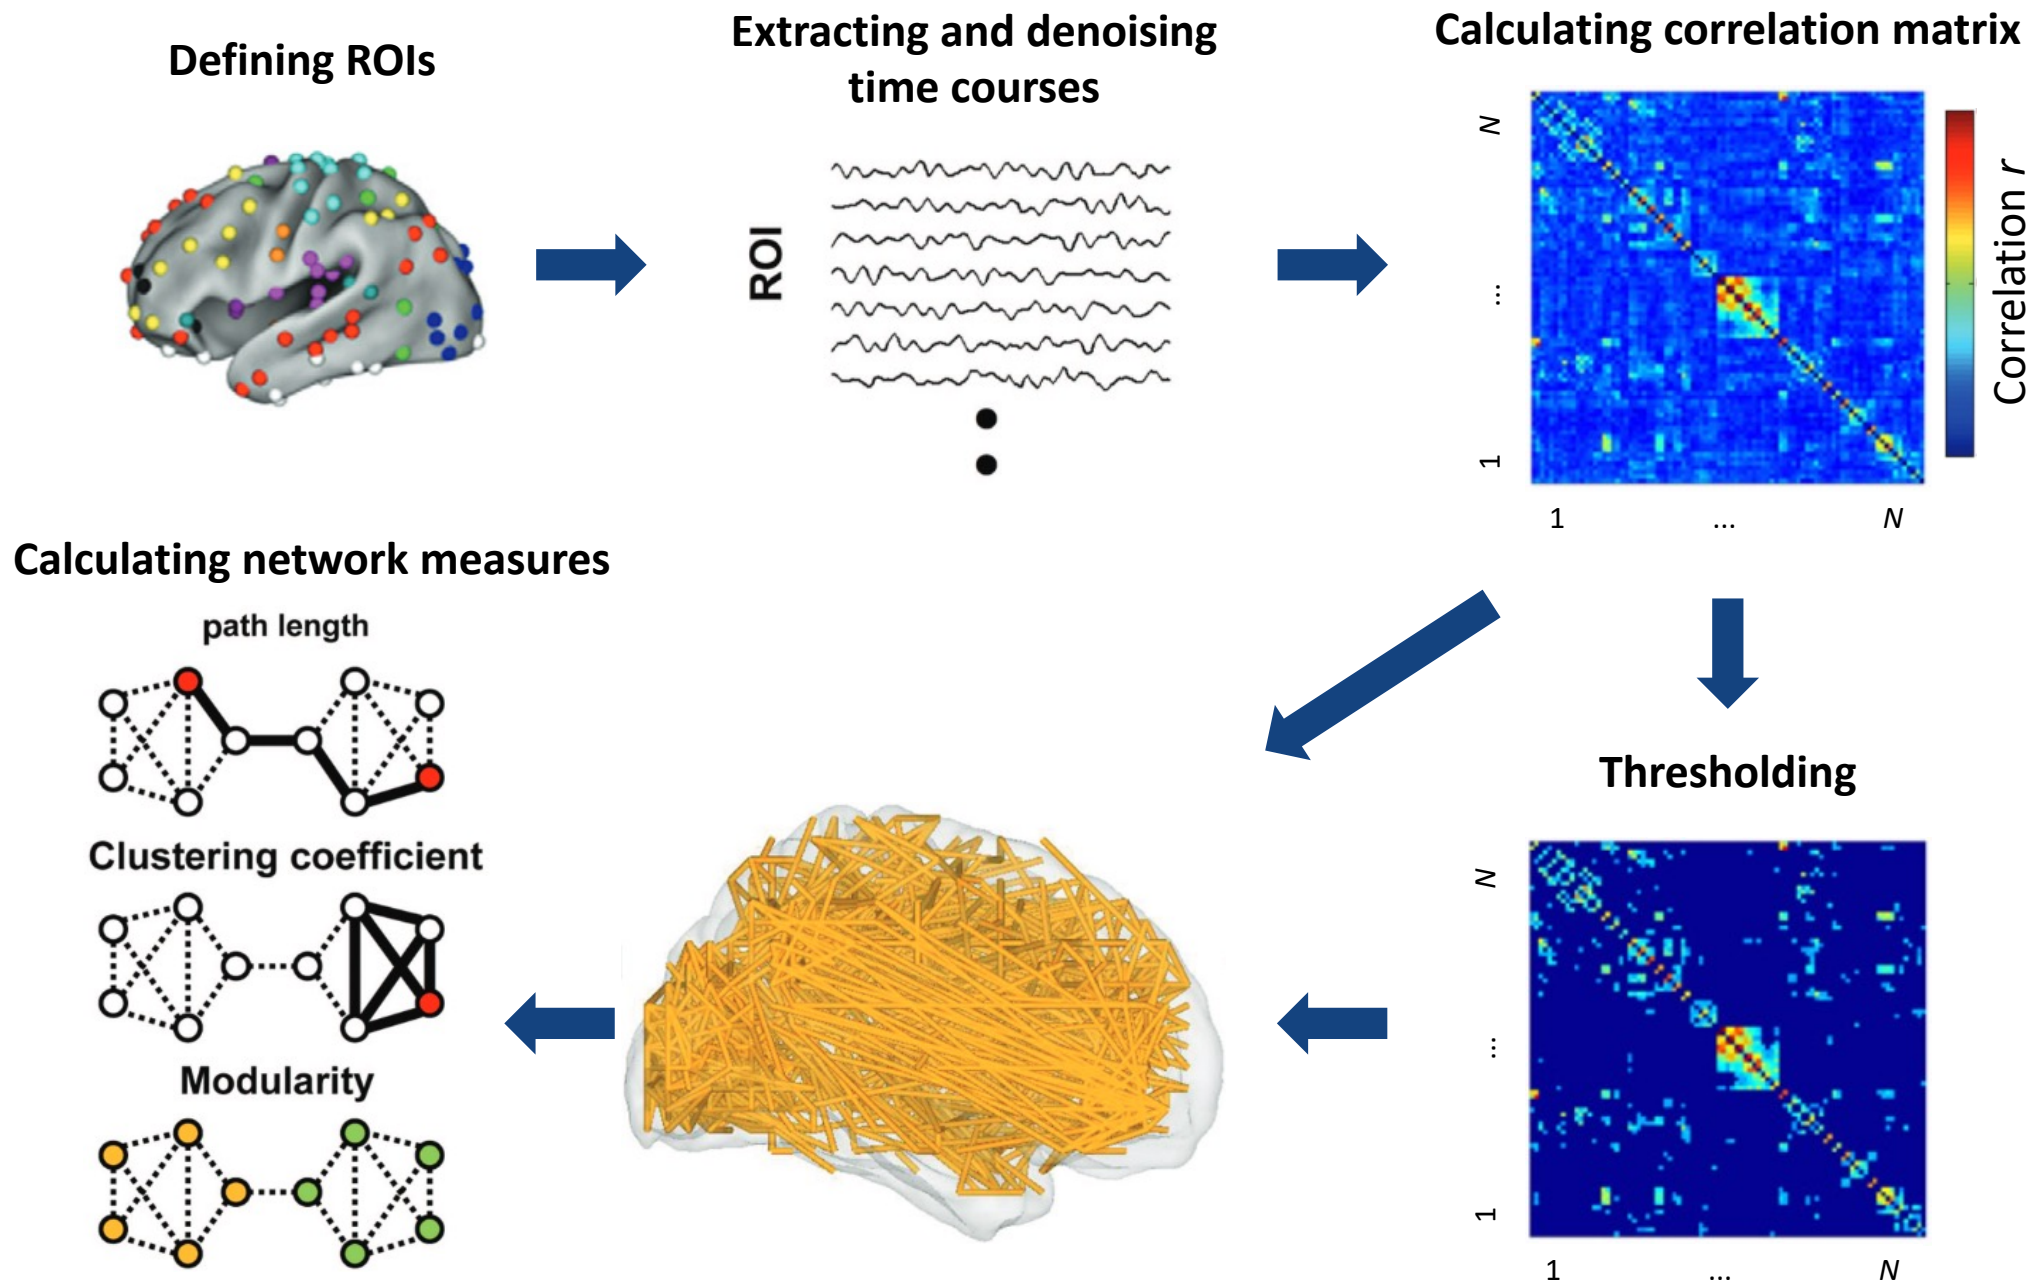 Defining ROIs
Extracting and denoising
time courses
Calculating correlation matrix
ROI
N
...
1
1 ... N
Correlation r
Calculating network measures
path length
Clustering coefficient
Modularity
Thresholding
N
...
1
1 ... N